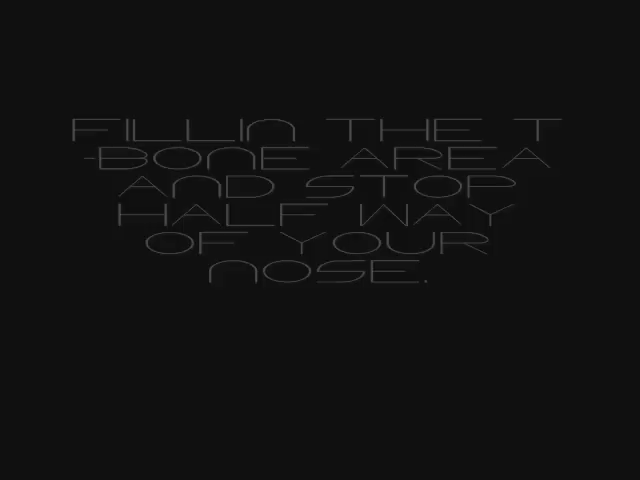 FILLIN THE T
-BONE AREA
AND STOP
HALF WAY
OF YOUR
NOSE.